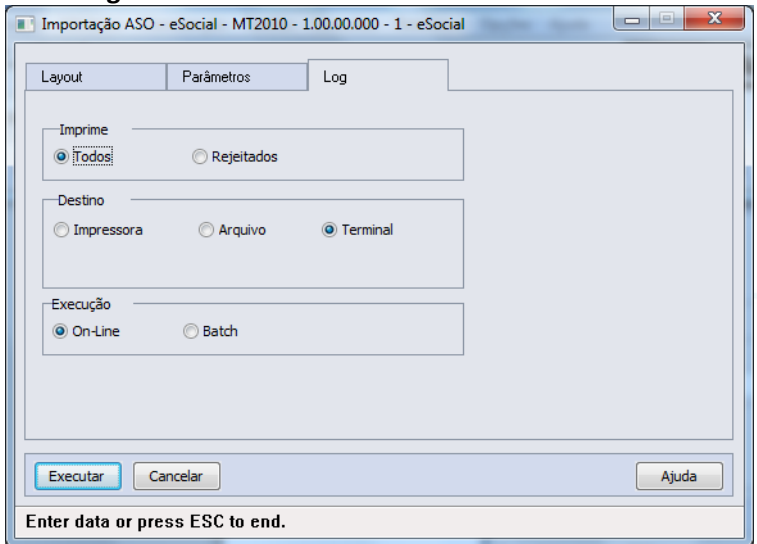 Importação ASO - eSocial - MT2010 - 1.00.00.000 - 1 - eSocial
Layout Parâmetros Log
Imprime
Todos Rejeitados
Destino
Impressora Arquivo Terminal
Execução
On-Line Batch
Executar Cancelar Ajuda
Enter data or press ESC to end.